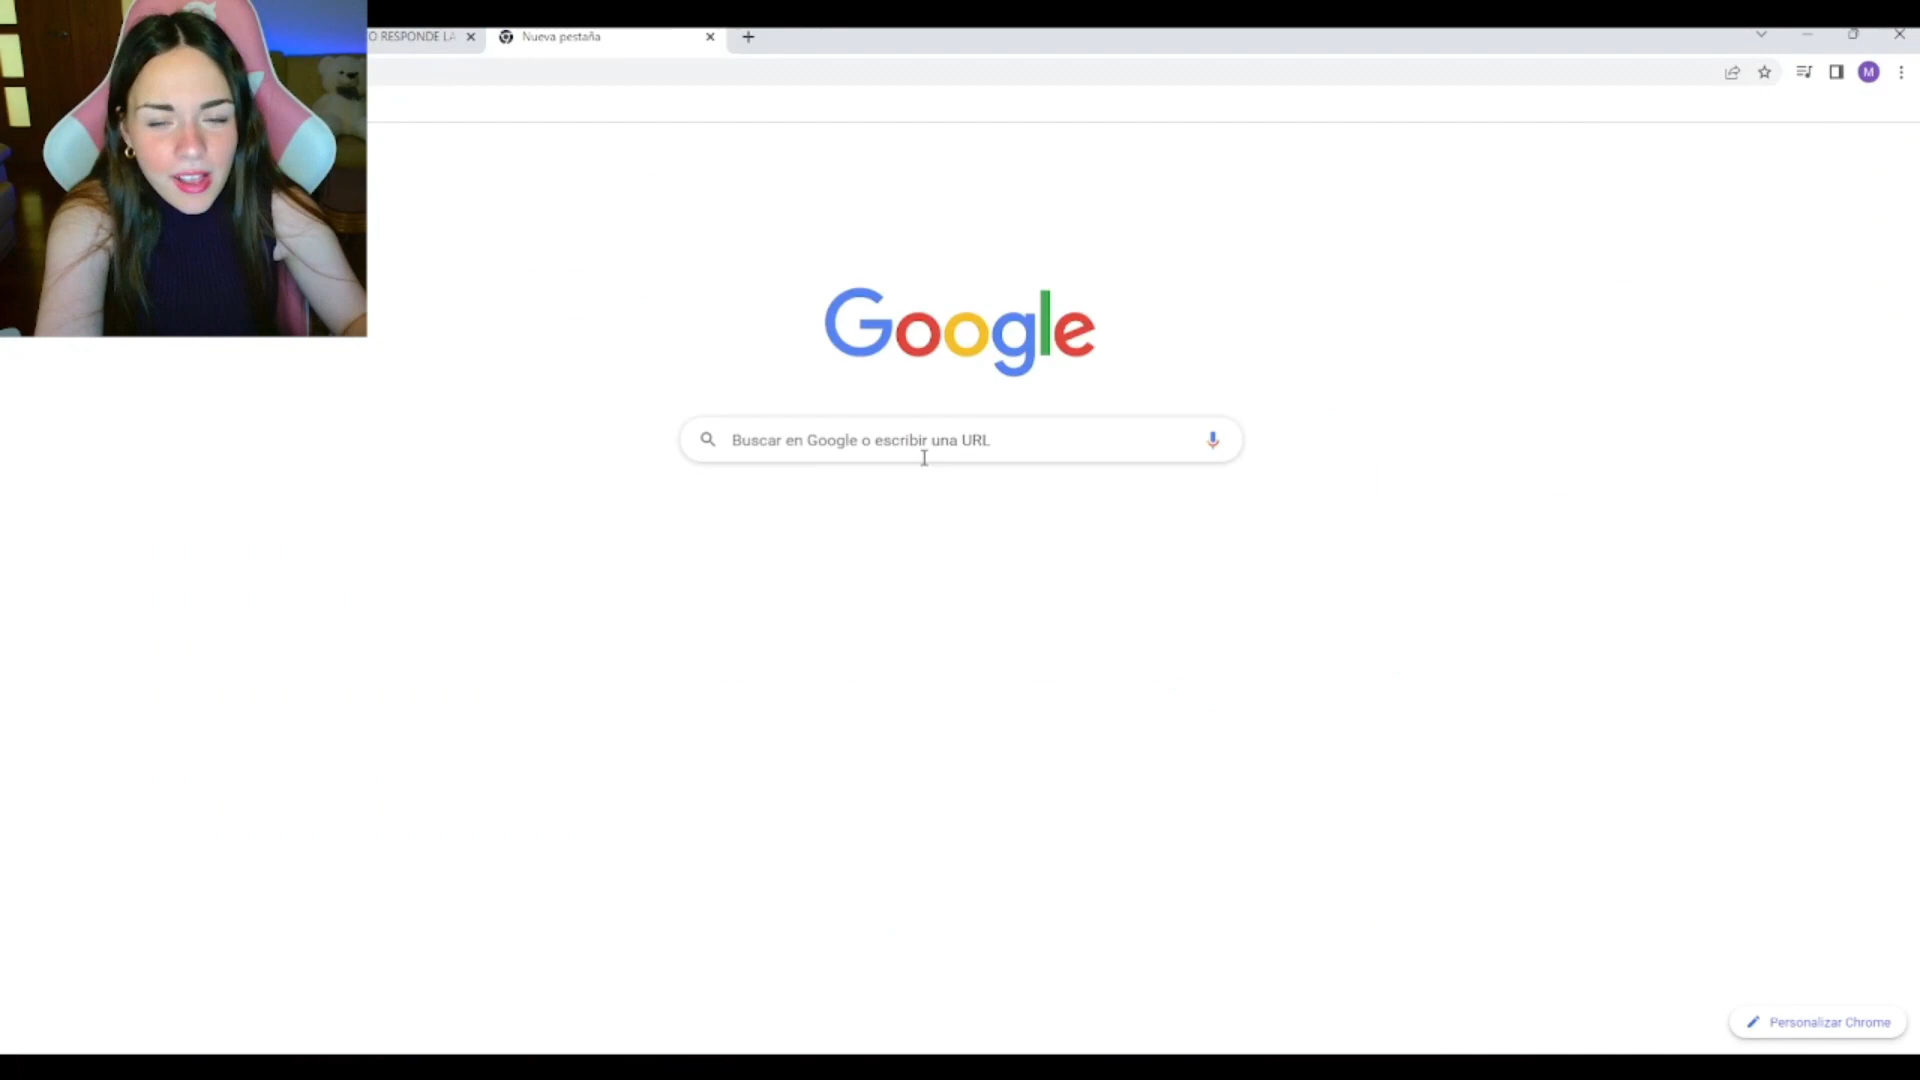 O RESPONDE LA
Nueva pestaña
M
Google
Buscar en Google o escribir una URL
Personalizar Chrome